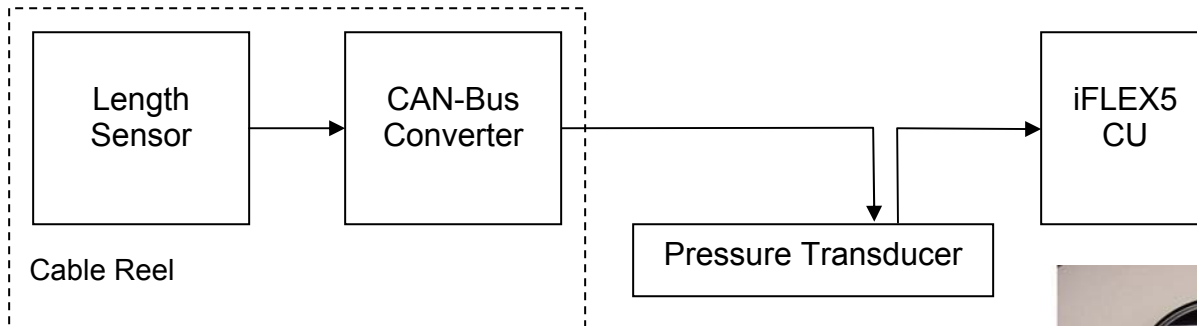 Length
Sensor
CAN-Bus
Converter
iFLEX5
CU
Pressure Transducer
Cable Reel